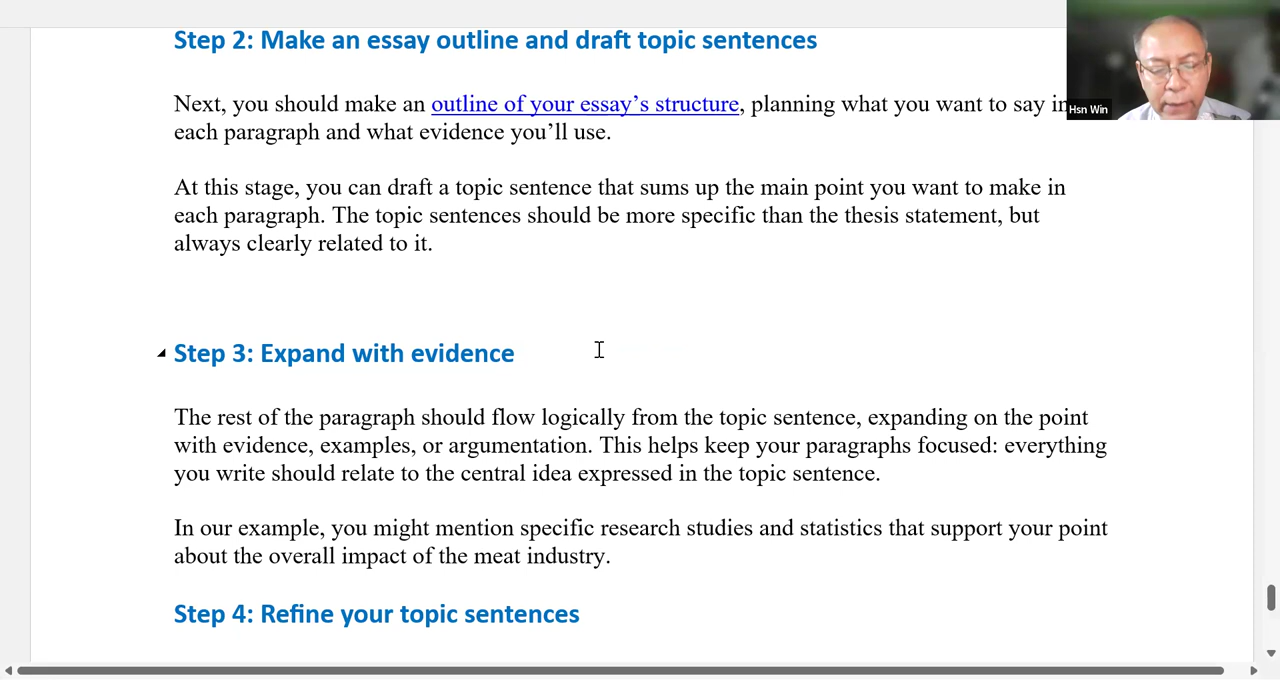 Step 2: Make an essay outline and draft topic sentences
Next, you should make an outline of your essay’s structure, planning what you want to say in
each paragraph and what evidence you’ll use.
At this stage, you can draft a topic sentence that sums up the main point you want to make in
each paragraph. The topic sentences should be more specific than the thesis statement, but
always clearly related to it.
Step 3: Expand with evidence
The rest of the paragraph should flow logically from the topic sentence, expanding on the point
with evidence, examples, or argumentation. This helps keep your paragraphs focused: everything
you write should relate to the central idea expressed in the topic sentence.
In our example, you might mention specific research studies and statistics that support your point
about the overall impact of the meat industry.
Step 4: Refine your topic sentences
Hsn Win